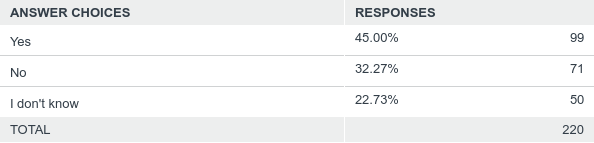 ANSWER CHOICES RESPONSES
Yes 45.00% 99
No 32.27% 71
I don't know 22.73% 50
TOTAL 220